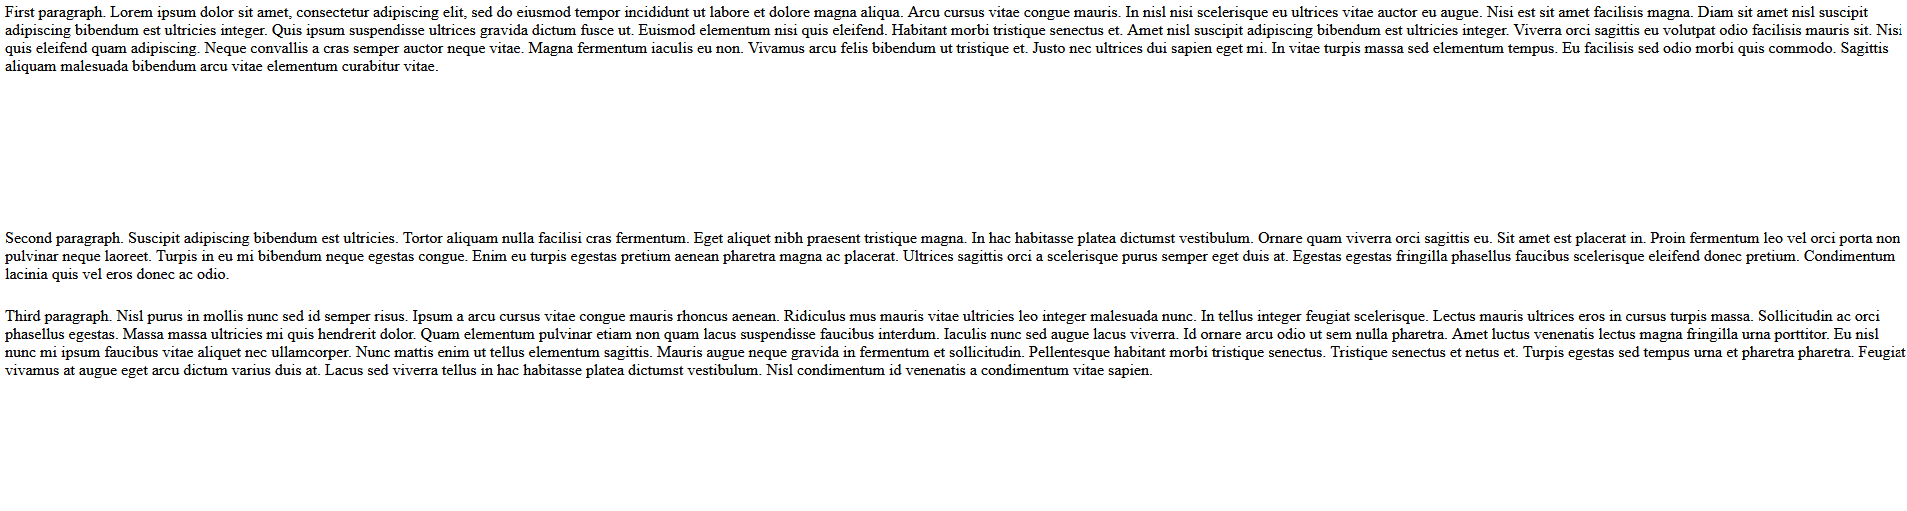 First paragraph. Lorem ipsum dolor sit amet, consectetur adipiscing elit, sed do eiusmod tempor incididunt ut labore et dolore magna aliqua. Arcu cursus vitae congue mauris. In nisl nisi scelerisque eu ultrices vitae auctor eu augue. Nisi est sit amet facilisis magna. Diam sit amet nisl suscipit
adipiscing bibendum est ultricies integer. Quis ipsum suspendisse ultrices gravida dictum fusce ut. Euismod elementum nisi quis eleifend. Habitant morbi tristique senectus et. Amet nisl suscipit adipiscing bibendum est ultricies integer. Viverra orci sagittis eu volutpat odio facilisis mauris sit. Nisi
quis eleifend quam adipiscing. Neque convallis a cras semper auctor neque vitae. Magna fermentum iaculis eu non. Vivamus arcu felis bibendum ut tristique et. Justo nec ultrices dui sapien eget mi. In vitae turpis massa sed elementum tempus. Eu facilisis sed odio morbi quis commodo. Sagittis
aliquam malesuada bibendum arcu vitae elementum curabitur vitae.
Second paragraph. Suscipit adipiscing bibendum est ultricies. Tortor aliquam nulla facilisi cras fermentum. Eget aliquet nibh praesent tristique magna. In hac habitasse platea dictumst vestibulum. Ornare quam viverra orci sagittis eu. Sit amet est placerat in. Proin fermentum leo vel orci porta non
pulvinar neque laoreet. Turpis in eu mi bibendum neque egestas congue. Enim eu turpis egestas pretium aenean pharetra magna ac placerat. Ultrices sagittis orci a scelerisque purus semper eget duis at. Egestas egestas fringilla phasellus faucibus scelerisque eleifend donec pretium. Condimentum
lacinia quis vel eros donec ac odio.
Third paragraph. Nisl purus in mollis nunc sed id semper risus. Ipsum a arcu cursus vitae congue mauris rhoncus aenean. Ridiculus mus mauris vitae ultricies leo integer malesuada nunc. In tellus integer feugiat scelerisque. Lectus mauris ultrices eros in cursus turpis massa. Sollicitudin ac orci
phasellus egestas. Massa massa ultricies mi quis hendrerit dolor. Quam elementum pulvinar etiam non quam lacus suspendisse faucibus interdum. Iaculis nunc sed augue lacus viverra. Id ornare arcu odio ut sem nulla pharetra. Amet luctus venenatis lectus magna fringilla urna porttitor. Eu nisl
nunc mi ipsum faucibus vitae aliquet nec ullamcorper. Nunc mattis enim ut tellus elementum sagittis. Mauris augue neque gravida in fermentum et sollicitudin. Pellentesque habitant morbi tristique senectus. Tristique senectus et netus et. Turpis egestas sed tempus urna et pharetra pharetra. Feugiat
vivamus at augue eget arcu dictum varius duis at. Lacus sed viverra tellus in hac habitasse platea dictumst vestibulum. Nisl condimentum id venenatis a condimentum vitae sapien.